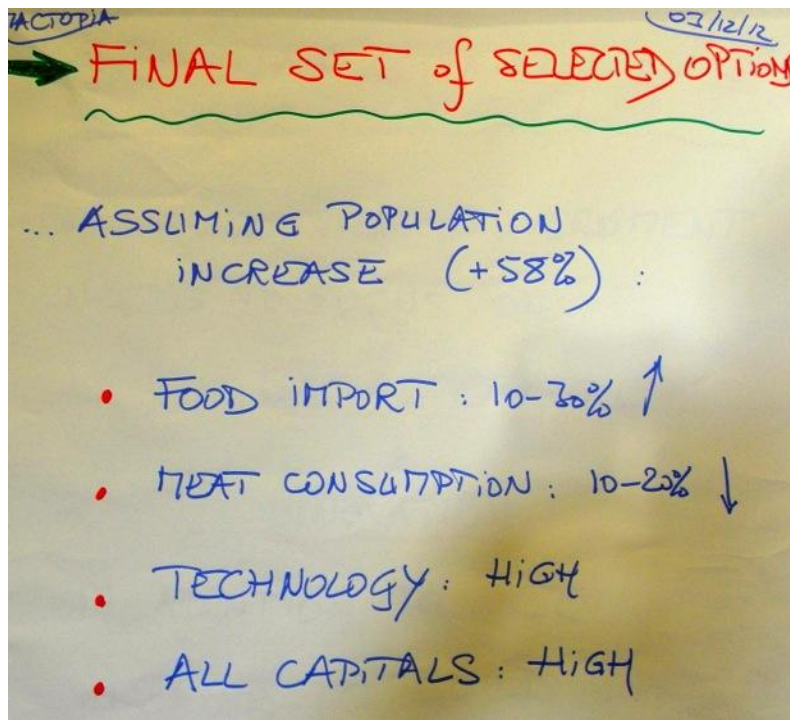 03/12/12
FINAL SET of SELECTED OPTIONS
... ASSUMING POPULATION
INCREASE (+58%) :
• FOOD IMPORT : 10-30% ↑
• MEAT CONSUMPTION : 10-20% ↓
• TECHNOLOGY : HIGH
• ALL CAPITALS : HIGH